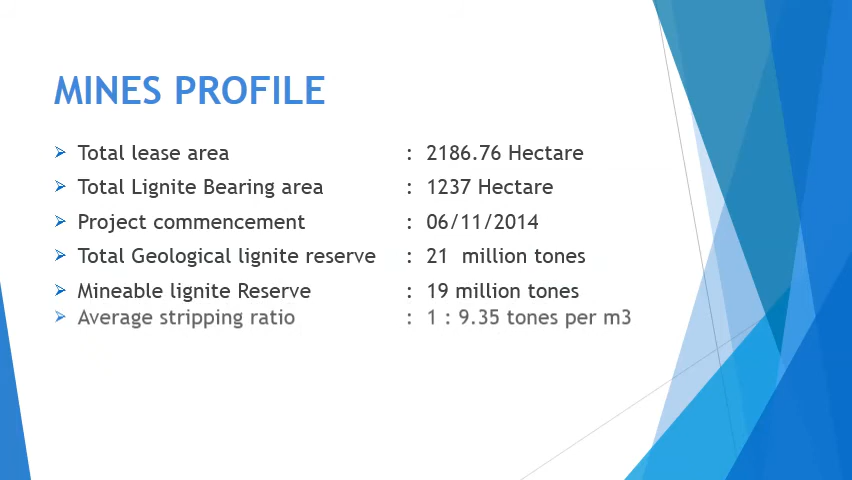 MINES PROFILE
Total lease area : 2186.76 Hectare
Total Lignite Bearing area : 1237 Hectare
Project commencement : 06/11/2014
Total Geological lignite reserve : 21 million tones
Mineable lignite Reserve : 19 million tones
Average stripping ratio : 1 : 9.35 tones per m3